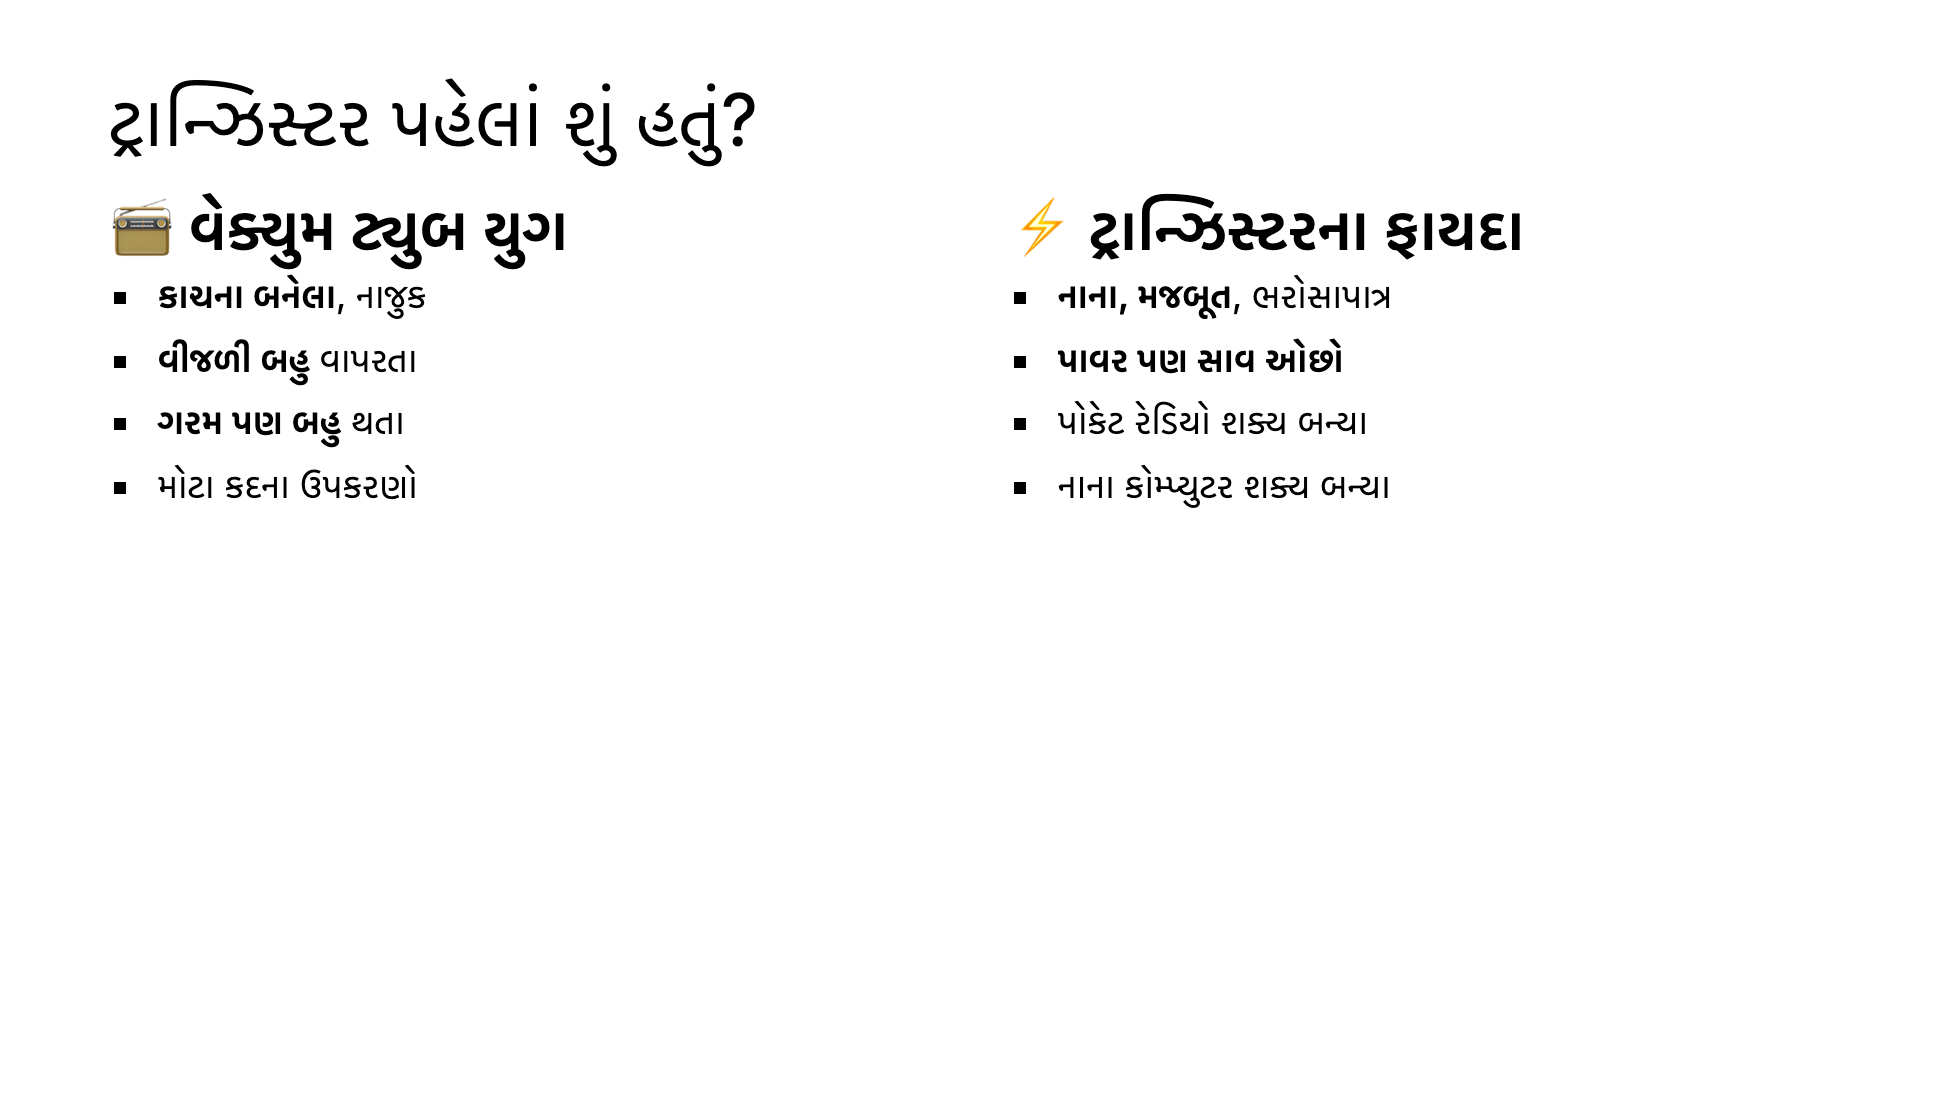 ટ્રાન્ઝિસ્ટર પહેલાં શું હતું?
📻 વેક્યુમ ટ્યુબ યુગ
▪ કાચના બનેલા, નાજુક
▪ વીજળી બહુ વાપરતા
▪ ગરમ પણ બહુ થતા
▪ મોટા કદના ઉપકરણો
⚡ ટ્રાન્ઝિસ્ટરના ફાયદા
▪ નાના, મજબૂત, ભરોસાપાત્ર
▪ પાવર પણ સાવ ઓછો
▪ પોકેટ રેડિયો શક્ય બન્યા
▪ નાના કોમ્પ્યુટર શક્ય બન્યા